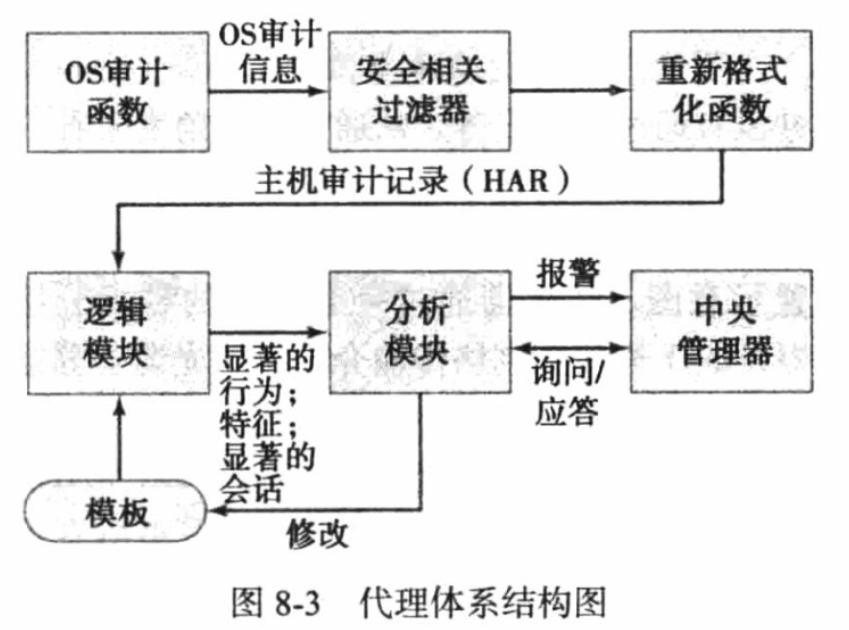 OS审计
函数
OS审计
信息
安全相关
过滤器
重新格式
化函数
主机审计记录（HAR）
逻辑
模块
显著的
行为；
特征；
显著的
会话
分析
模块
报警
询问/
应答
中央
管理器
模板
修改
图 8-3 代理体系结构图